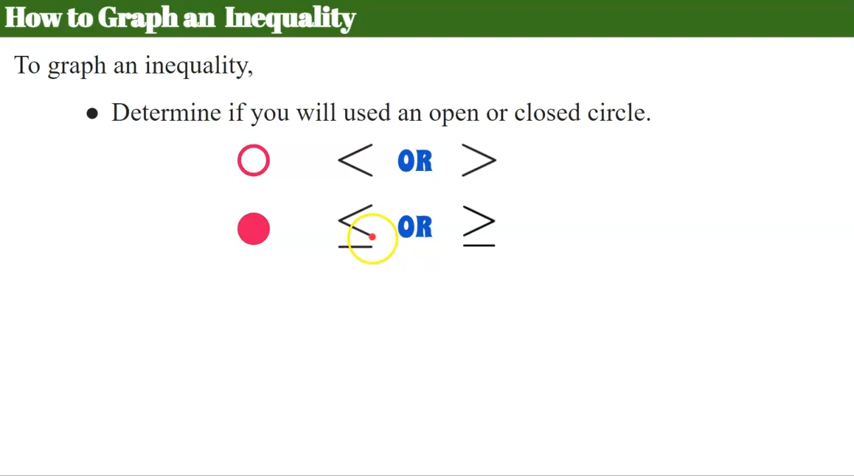 How to Graph an Inequality
To graph an inequality,
● Determine if you will used an open or closed circle.
< OR >
≤ OR ≥